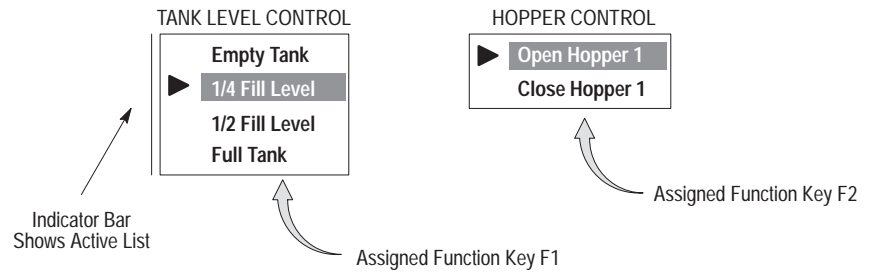 TANK LEVEL CONTROL
Empty Tank
1/4 Fill Level
1/2 Fill Level
Full Tank
HOPPER CONTROL
Open Hopper 1
Close Hopper 1
Indicator Bar
Shows Active List
Assigned Function Key F1
Assigned Function Key F2